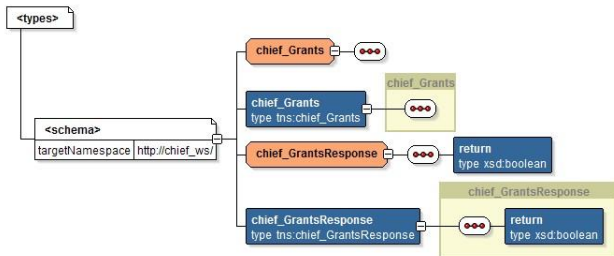 <types>
<schema>
targetNamespace http://chief_ws/
chief_Grants
chief_Grants
type tns:chief_Grants
chief_Grants
chief_GrantsResponse
return
type xsd:boolean
chief_GrantsResponse
type tns:chief_GrantsResponse
chief_GrantsResponse
return
type xsd:boolean